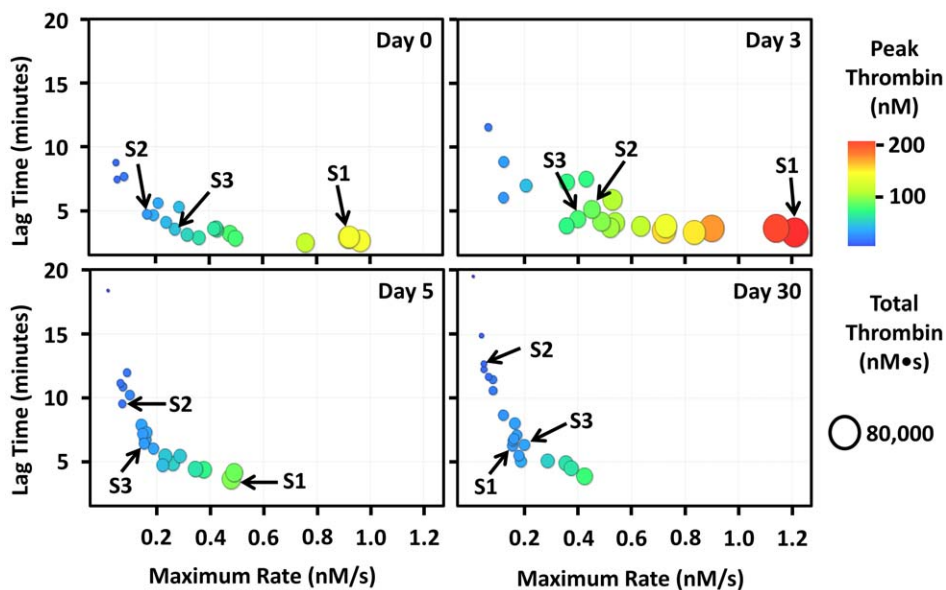 20
15
10
5
Lag Time (minutes)
Day 0
S2
S3
S1
Day 3
S3
S2
S1
20
15
10
5
Lag Time (minutes)
Day 5
S2
S3
S1
Day 30
S2
S3
S1
0.2 0.4 0.6 0.8 1.0 1.2
Maximum Rate (nM/s)
0.2 0.4 0.6 0.8 1.0 1.2
Maximum Rate (nM/s)
Peak
Thrombin
(nM)
200
100
Total
Thrombin
(nM•s)
80,000